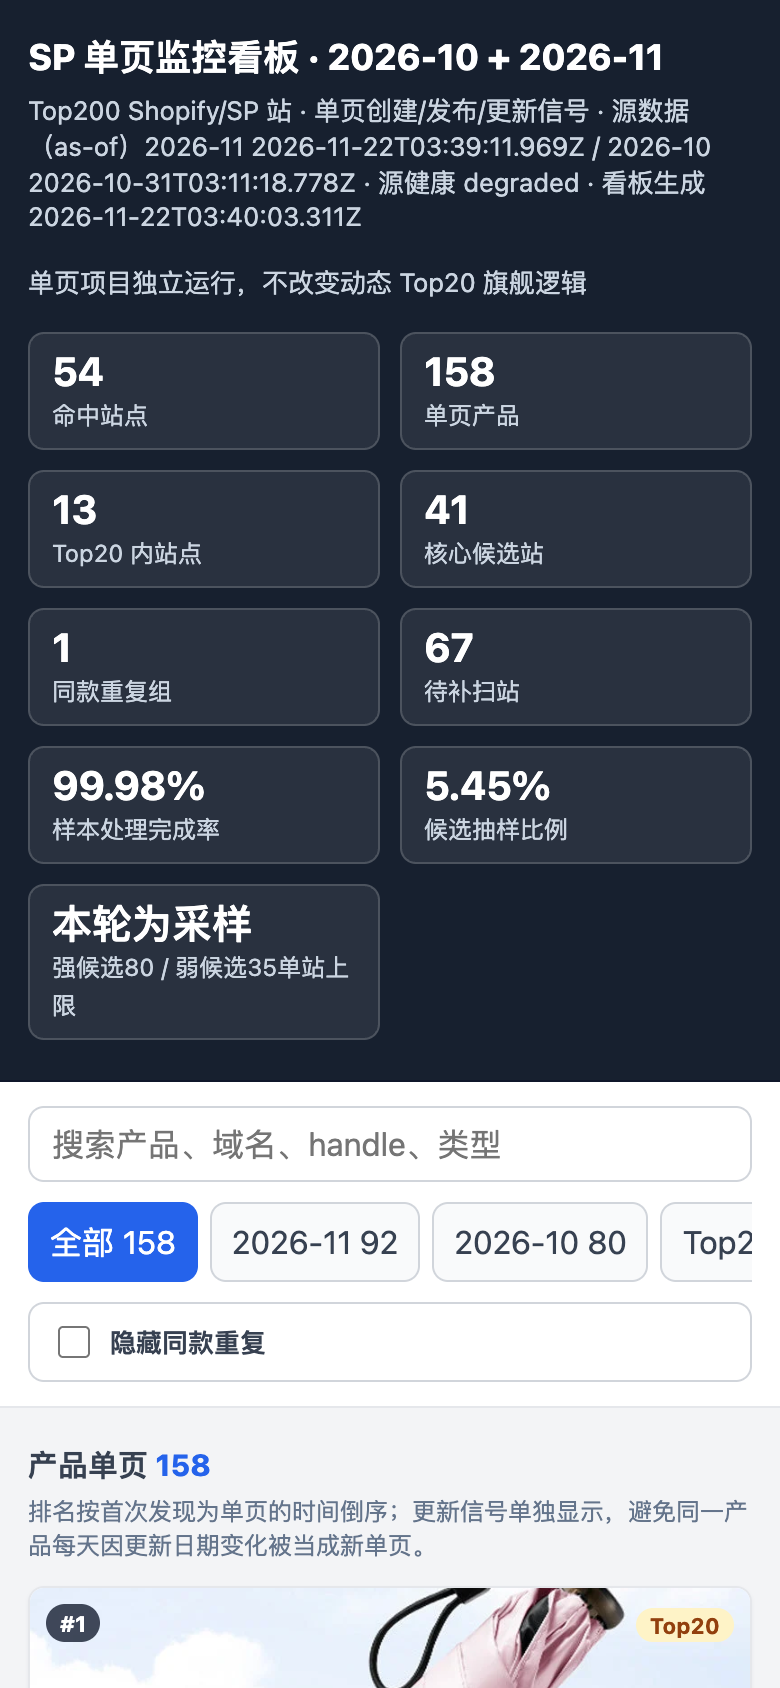 SP 单页监控看板 · 2026-10 + 2026-11
Top200 Shopify/SP 站 · 单页创建/发布/更新信号 · 源数据
（as-of）2026-11 2026-11-22T03:39:11.969Z / 2026-10
2026-10-31T03:11:18.778Z · 源健康 degraded · 看板生成
2026-11-22T03:40:03.311Z
单页项目独立运行，不改变动态 Top20 旗舰逻辑
54
命中站点
158
单页产品
13
Top20 内站点
41
核心候选站
1
同款重复组
67
待补扫站
99.98%
样本处理完成率
5.45%
候选抽样比例
本轮为采样
强候选80 / 弱候选35单站上
限
搜索产品、域名、handle、类型
全部 158
2026-11 92
2026-10 80
Top2
隐藏同款重复
产品单页 158
排名按首次发现为单页的时间倒序；更新信号单独显示，避免同一产
品每天因更新日期变化被当成新单页。
#1
Top20